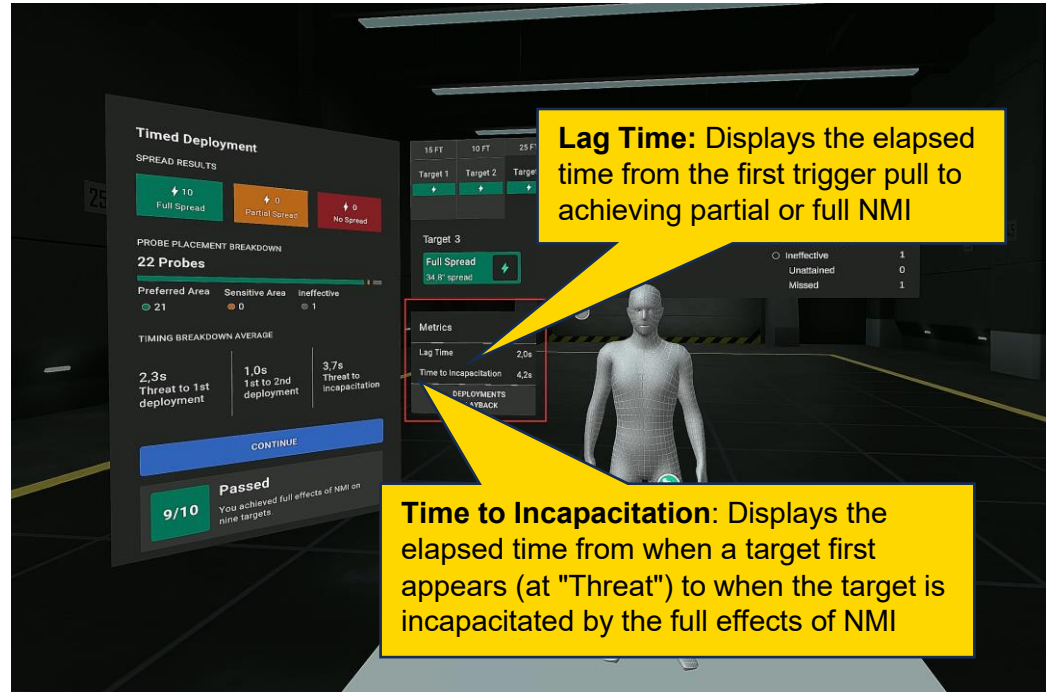 Timed Deployment
SPREAD RESULTS
10
Full Spread
0
Partial Spread
0
No Spread
PROBE PLACEMENT BREAKDOWN
22 Probes
Preferred Area Sensitive Area Ineffective
21 0 1
TIMING BREAKDOWN AVERAGE
2,3s
Threat to 1st
deployment
1,0s
1st to 2nd
deployment
3,7s
Threat to
incapacitation
CONTINUE
9/10
Passed
You achieved full effects of NMI on
nine targets.
25
15 FT 10 FT 25 FT
Target 1 Target 2 Target
Target 3
Full Spread
34.8" spread
Metrics
Lag Time 2,0s
Time to Incapacitation 4,2s
DEPLOYMENTS
Ineffective 1
Unattained 0
Missed 1
Lag Time: Displays the elapsed
time from the first trigger pull to
achieving partial or full NMI
Time to Incapacitation: Displays the
elapsed time from when a target first
appears (at "Threat") to when the target is
incapacitated by the full effects of NMI